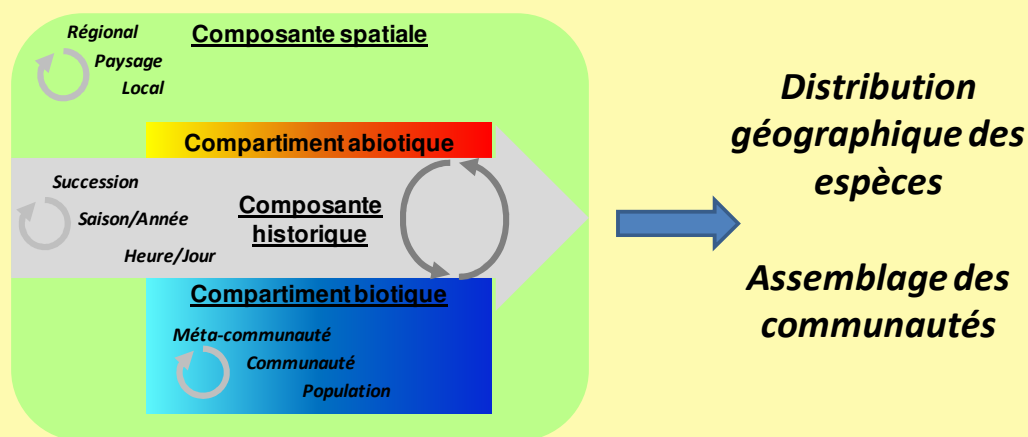 Régional
Composante spatiale
Paysage
Local
Compartiment abiotique
Succession
Saison/Année
Heure/Jour
Composante
historique
Compartiment biotique
Méta-communauté
Communauté
Population
Distribution
géographique des
espèces
Assemblage des
communautés